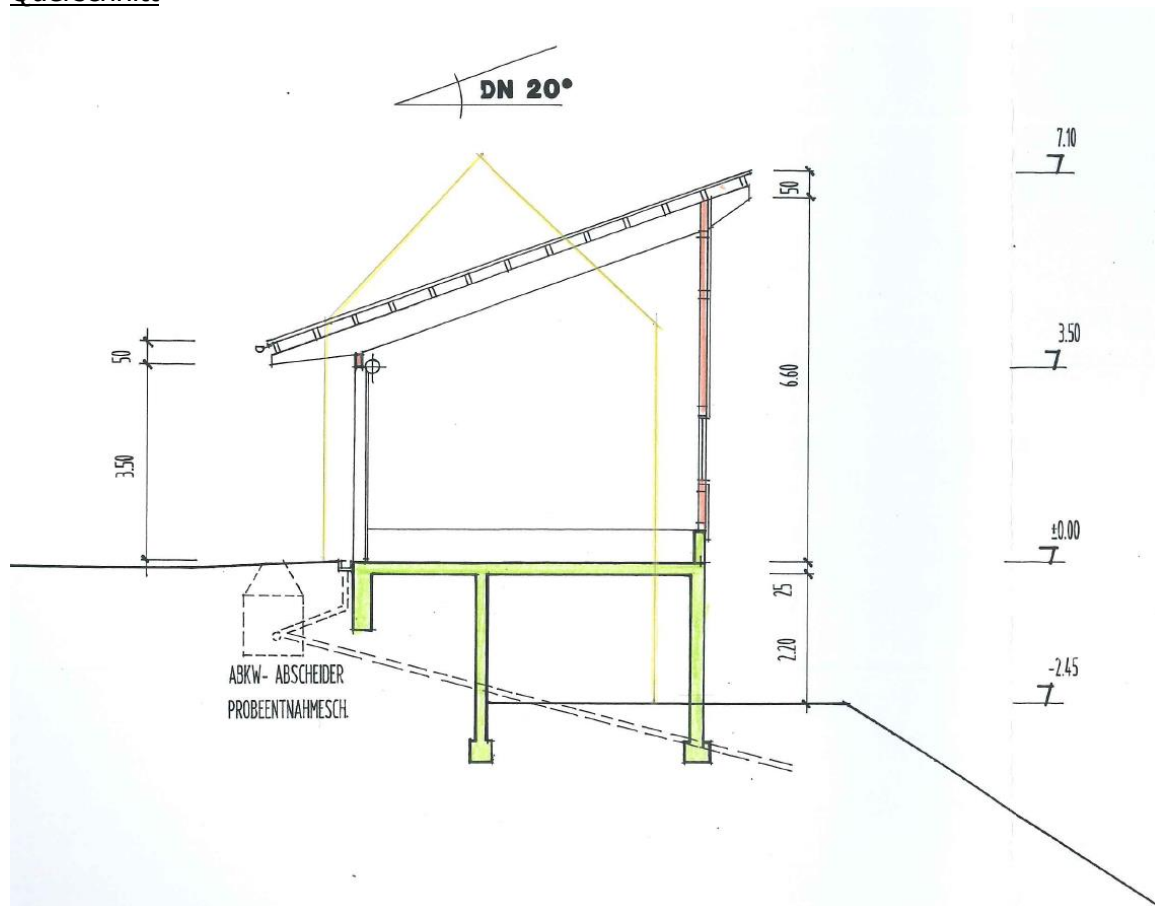 Querschnitt
DN 20°
7.10
50
3.50
50
6.60
3.50
±0.00
25
2.20
-2.45
ABKW- ABSCHEIDER
PROBEENTNAHMESCH.